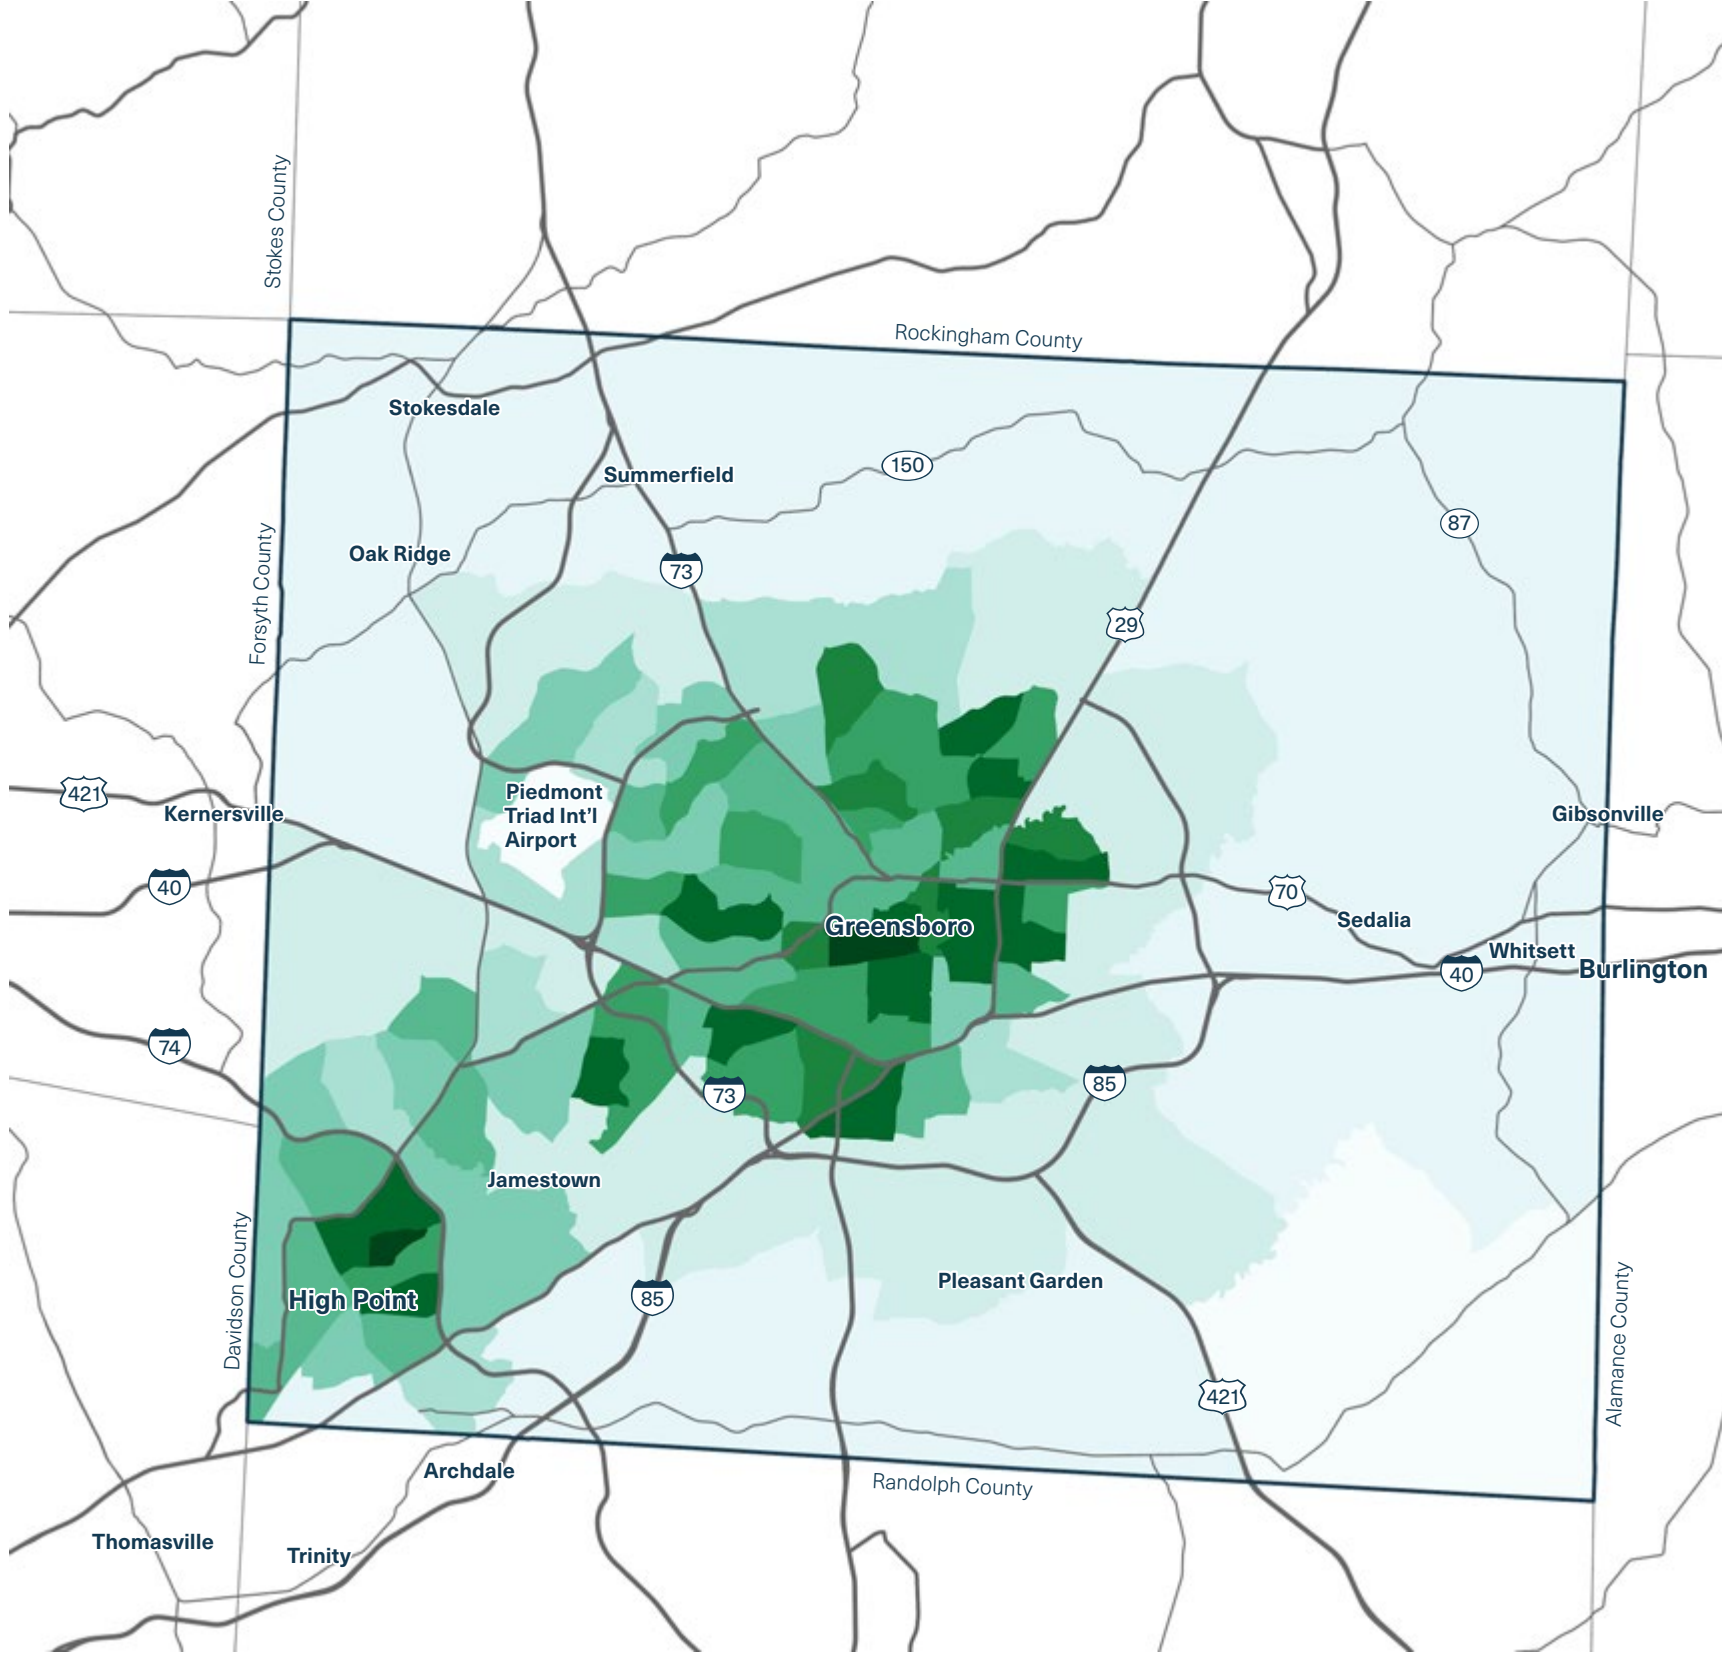 Stokes County
Rockingham County
Stokesdale
150
Summerfield
87
Oak Ridge
73
Forsyth County
29
421
Piedmont
Triad Int'l
Airport
Kernersville
Gibsonville
40
70
Sedalia
Greensboro
Whitsett
40
Burlington
74
85
73
Jamestown
Davidson County
Pleasant Garden
85
High Point
Alamance County
421
Archdale
Randolph County
Thomasville
Trinity